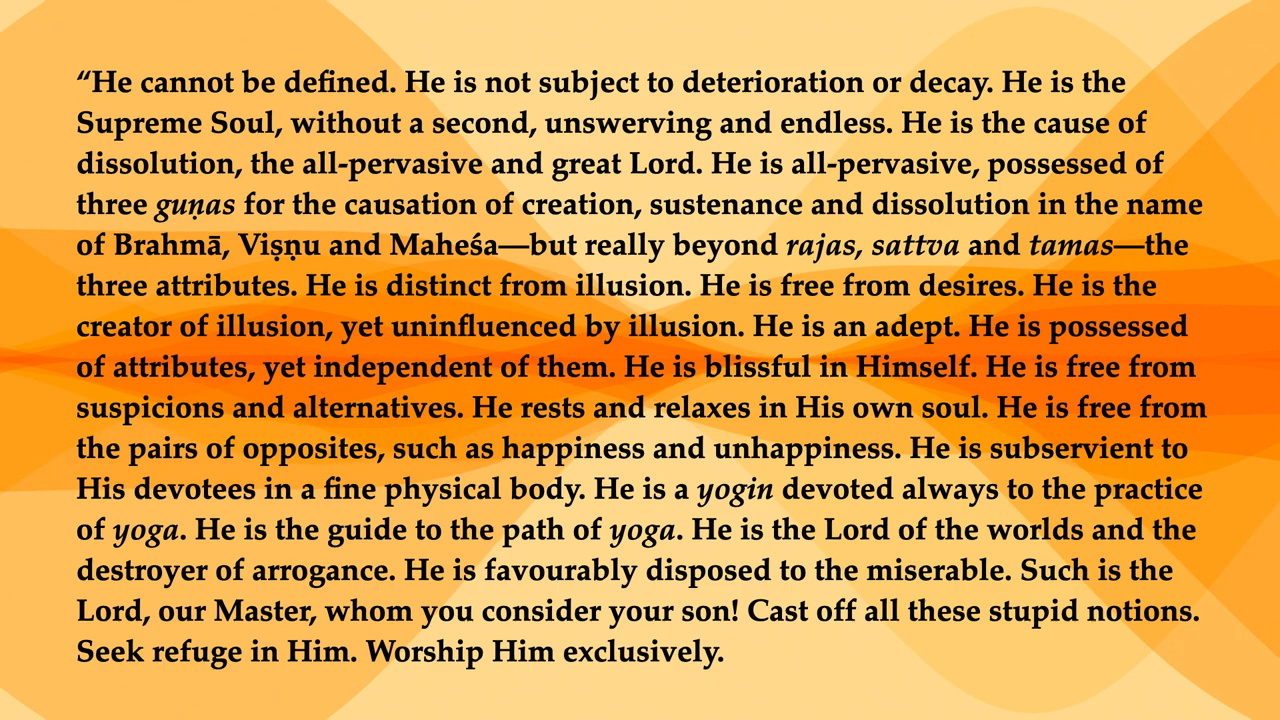 “He cannot be defined. He is not subject to deterioration or decay. He is the
Supreme Soul, without a second, unswerving and endless. He is the cause of
dissolution, the all-pervasive and great Lord. He is all-pervasive, possessed of
three guṇas for the causation of creation, sustenance and dissolution in the name
of Brahmā, Viṣṇu and Maheśa—but really beyond rajas, sattva and tamas—the
three attributes. He is distinct from illusion. He is free from desires. He is the
creator of illusion, yet uninfluenced by illusion. He is an adept. He is possessed
of attributes, yet independent of them. He is blissful in Himself. He is free from
suspicions and alternatives. He rests and relaxes in His own soul. He is free from
the pairs of opposites, such as happiness and unhappiness. He is subservient to
His devotees in a fine physical body. He is a yogin devoted always to the practice
of yoga. He is the guide to the path of yoga. He is the Lord of the worlds and the
destroyer of arrogance. He is favourably disposed to the miserable. Such is the
Lord, our Master, whom you consider your son! Cast off all these stupid notions.
Seek refuge in Him. Worship Him exclusively.